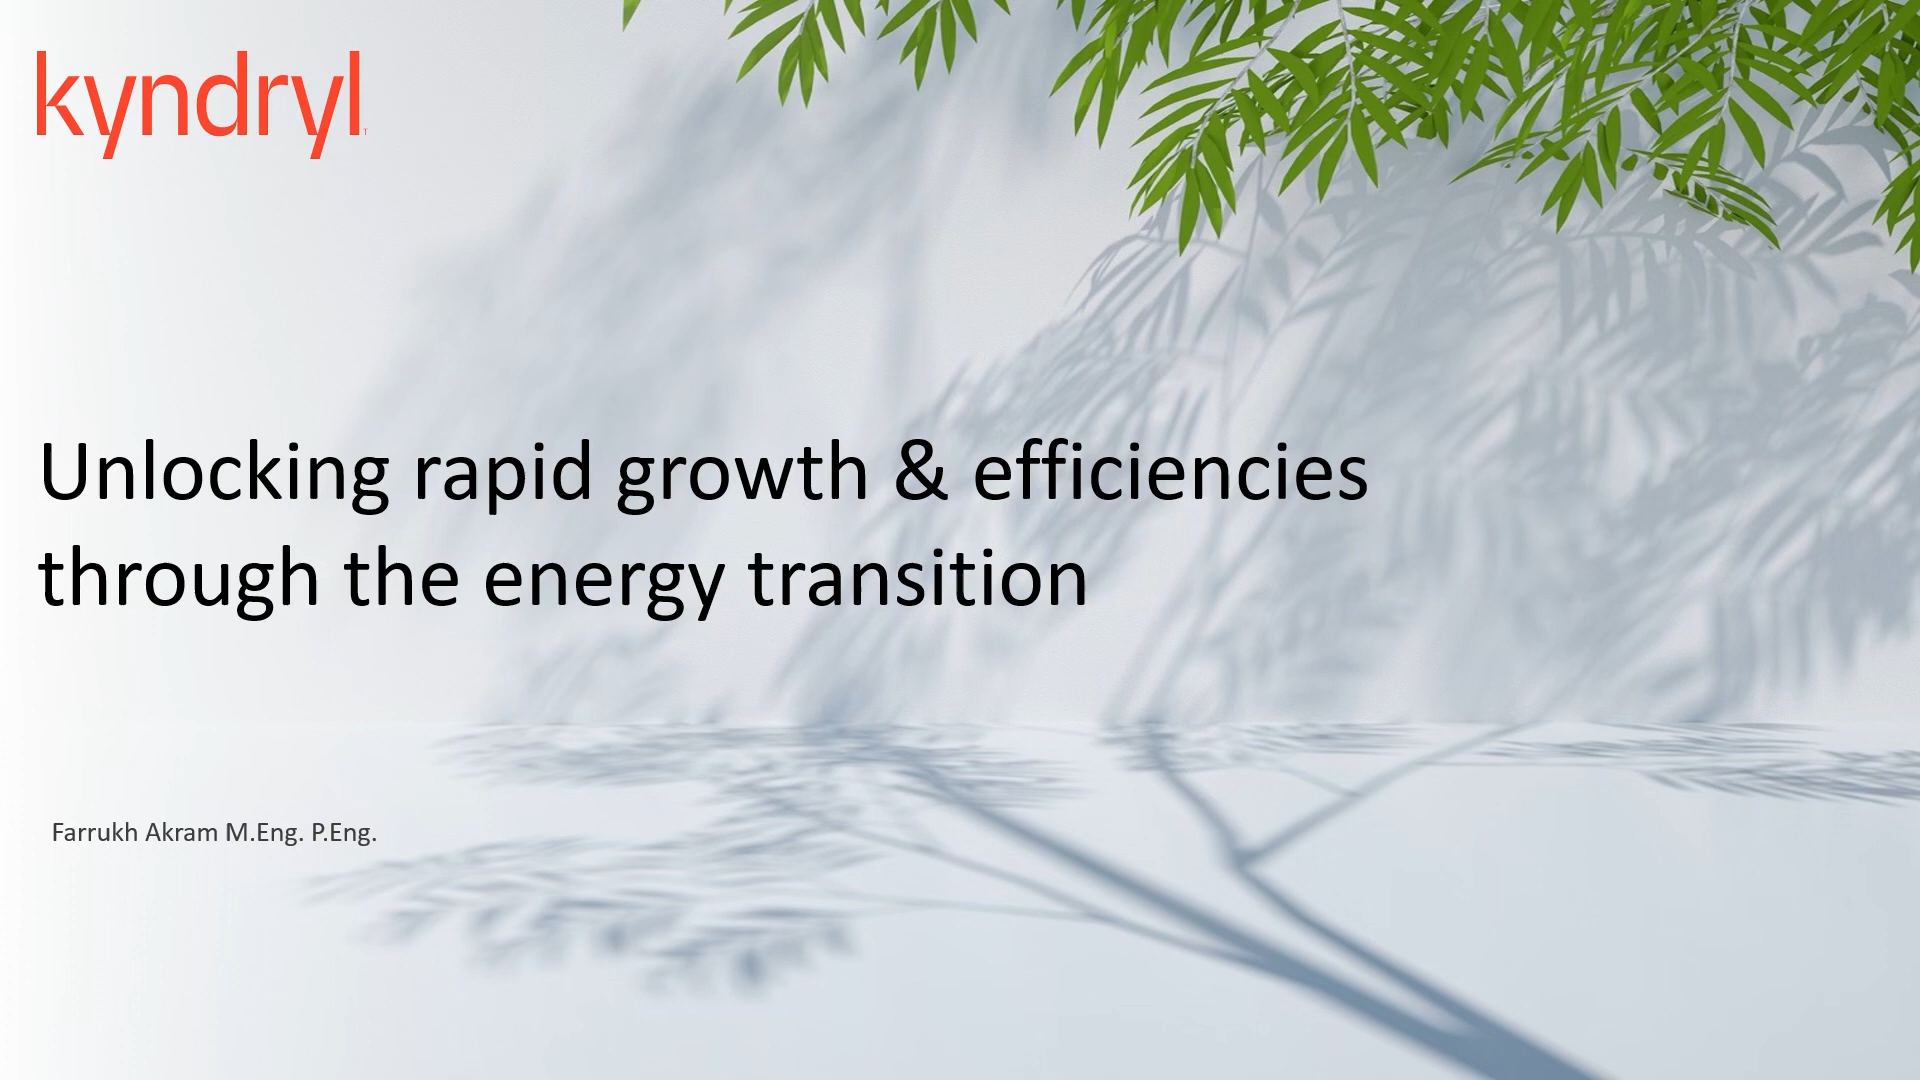 kyndryl
Unlocking rapid growth & efficiencies
through the energy transition
Farrukh Akram M.Eng. P.Eng.